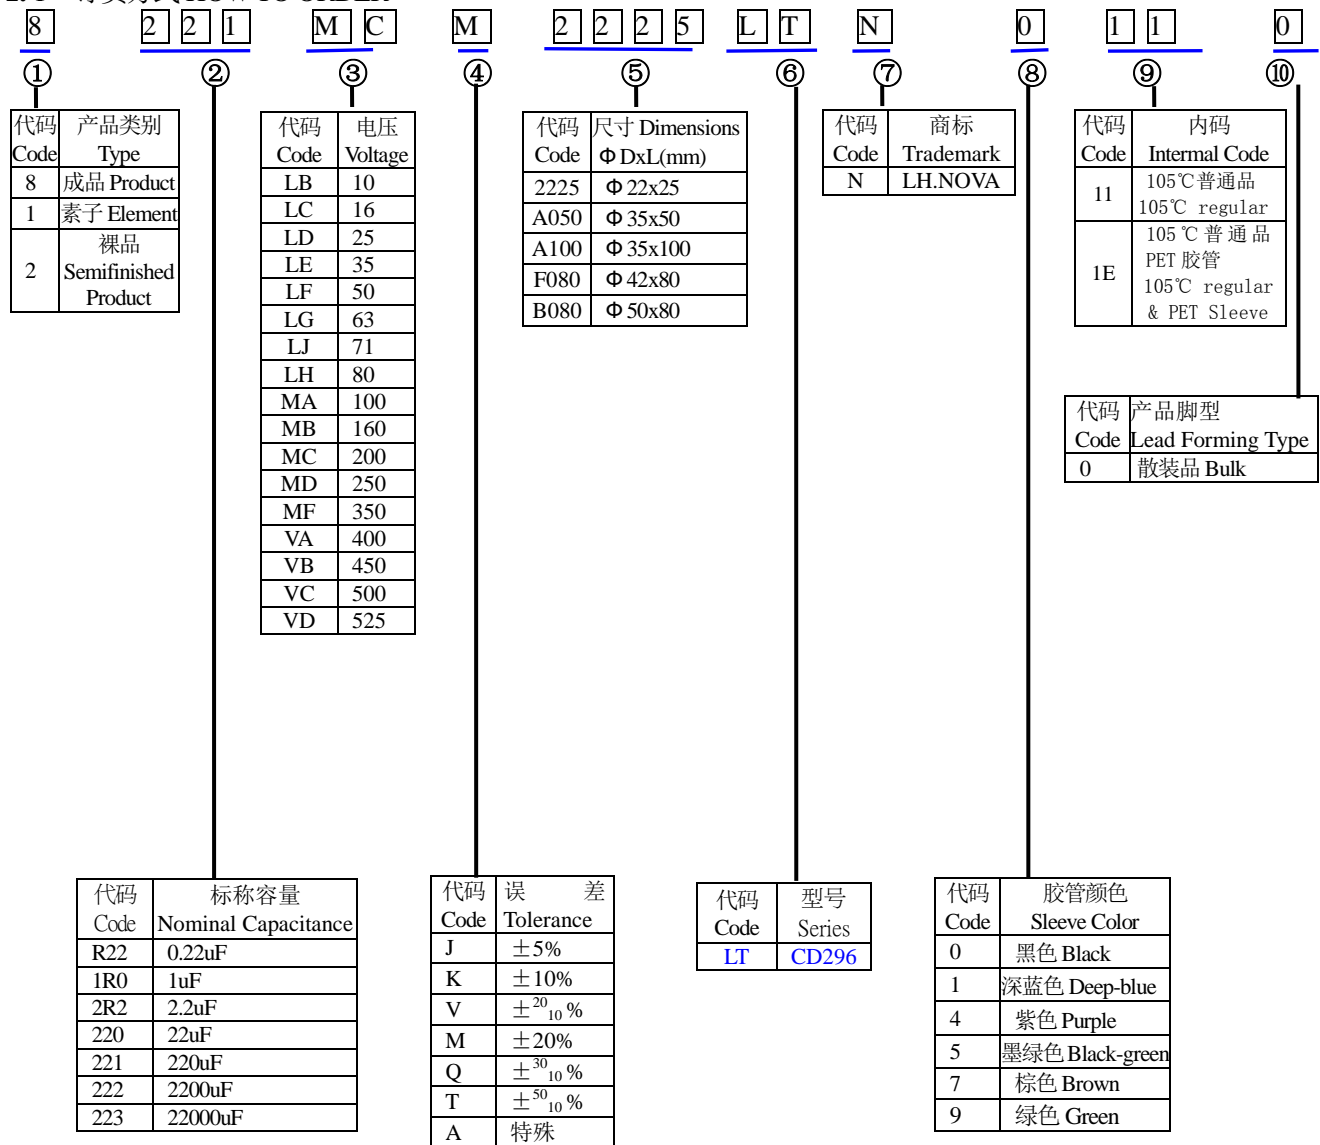 8 2 2 1 M C M 2 2 2 5 L T N 0 1 1 0
① ② ③ ④ ⑤ ⑥ ⑦ ⑧ ⑨ ⑩
代码 产品类别
Code Type
8 成品 Product
1 素子 Element
2 裸品
Semifinished
Product
代码 电压
Code Voltage
LB 10
LC 16
LD 25
LE 35
LF 50
LG 63
LJ 71
LH 80
MA 100
MB 160
MC 200
MD 250
MF 350
VA 400
VB 450
VC 500
VD 525
代码 尺寸 Dimensions
Code ΦDxL(mm)
2225 Φ22x25
A050 Φ35x50
A100 Φ35x100
F080 Φ42x80
B080 Φ50x80
代码 商标
Code Trademark
N LH.NOVA
代码 内码
Code Intermal Code
11 105℃普通品
105℃ regular
1E 105℃普通品
PET 胶管
105℃ regular
& PET Sleeve
代码 产品脚型
Code Lead Forming Type
0 散装品 Bulk
代码 标称容量
Code Nominal Capacitance
R22 0.22uF
1R0 1uF
2R2 2.2uF
220 22uF
221 220uF
222 2200uF
223 22000uF
代码 误 差
Code Tolerance
J ±5%
K ±10%
V ±20 10 %
M ±20%
Q ±30 10 %
T ±50 10 %
A 特殊
代码 型号
Code Series
LT CD296
代码 胶管颜色
Code Sleeve Color
0 黑色 Black
1 深蓝色 Deep-blue
4 紫色 Purple
5 墨绿色 Black-green
7 棕色 Brown
9 绿色 Green